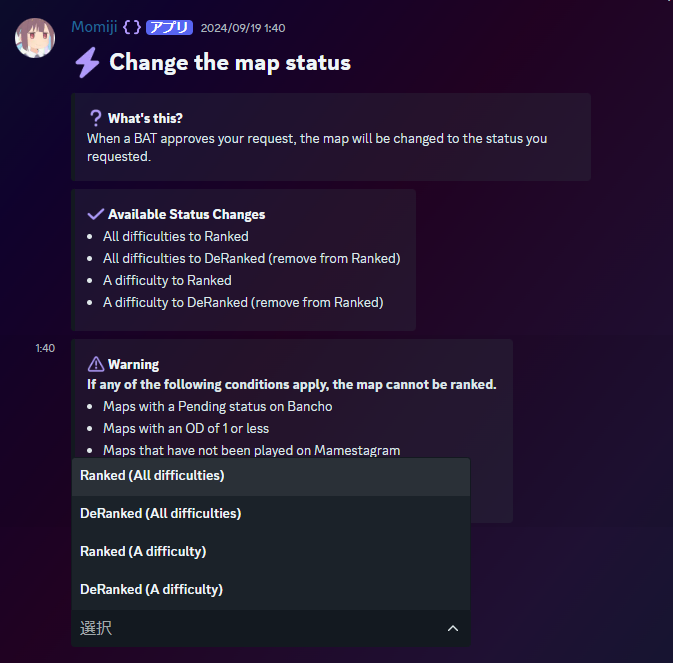 Momiji {} アプリ 2024/09/19 1:40
Change the map status
What's this?
When a BAT approves your request, the map will be changed to the status you
requested.
Available Status Changes
All difficulties to Ranked
All difficulties to DeRanked (remove from Ranked)
A difficulty to Ranked
A difficulty to DeRanked (remove from Ranked)
1:40
Warning
If any of the following conditions apply, the map cannot be ranked.
Maps with a Pending status on Bancho
Maps with an OD of 1 or less
Maps that have not been played on Mamestagram
Ranked (All difficulties)
DeRanked (All difficulties)
Ranked (A difficulty)
DeRanked (A difficulty)
選択